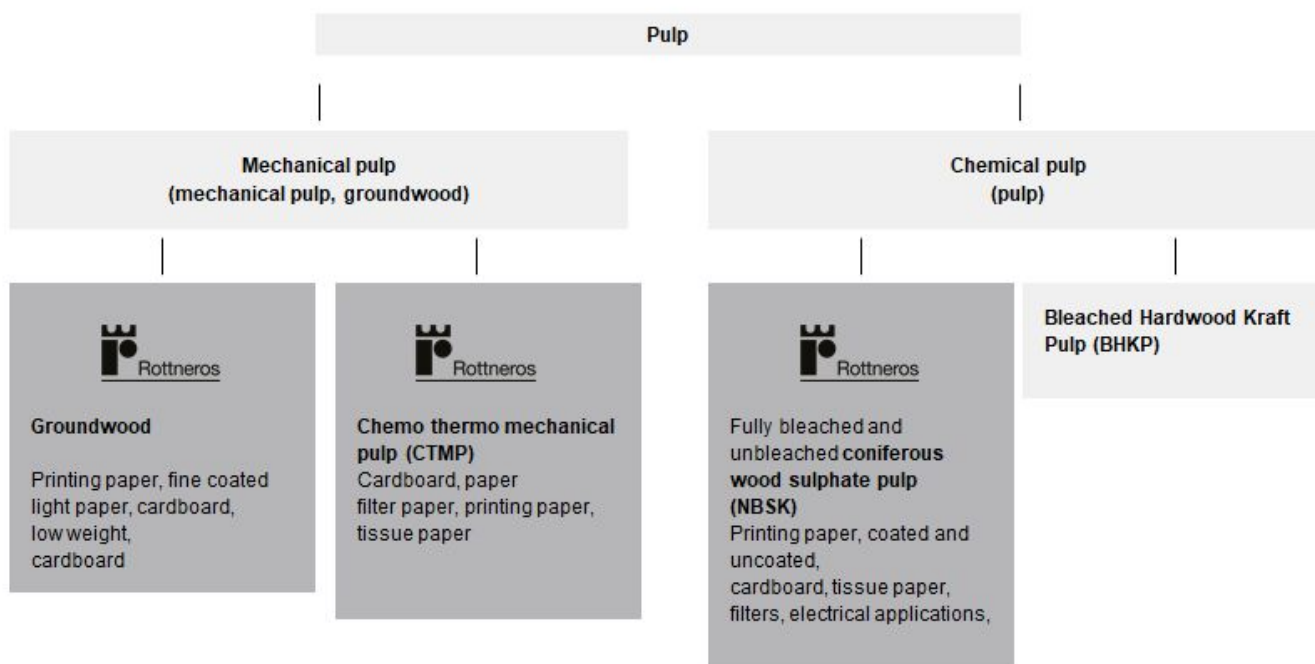 Pulp
Mechanical pulp
(mechanical pulp, groundwood)
Chemical pulp
(pulp)
Rottneros
Groundwood
Printing paper, fine coated
light paper, cardboard,
low weight,
cardboard
Rottneros
Chemo thermo mechanical
pulp (CTMP)
Cardboard, paper
filter paper, printing paper,
tissue paper
Rottneros
Fully bleached and
unbleached coniferous
wood sulphate pulp
(NBSK)
Printing paper, coated and
uncoated,
cardboard, tissue paper,
filters, electrical applications,
Bleached Hardwood Kraft
Pulp (BHKP)